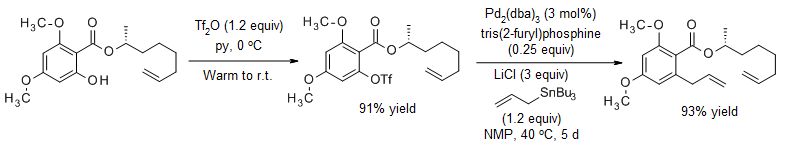 H₃C-O
O
O
OH
O
H₃C
Tf₂O (1.2 equiv)
py, 0 ºC
Warm to r.t.
H₃C-O
O
O
OTf
O
H₃C
91% yield
Pd₂(dba)₃ (3 mol%)
tris(2-furyl)phosphine
(0.25 equiv)
LiCl (3 equiv)
SnBu₃
(1.2 equiv)
NMP, 40 ºC, 5 d
H₃C-O
O
O
O
H₃C
93% yield